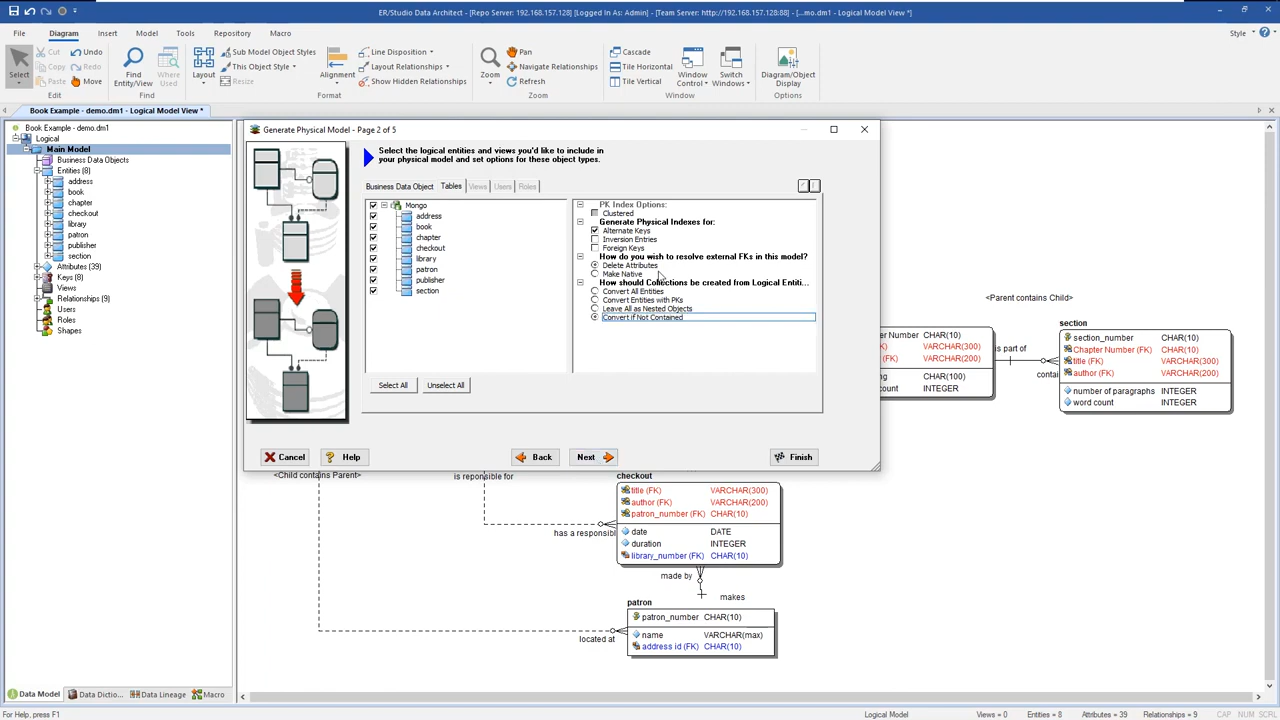 ER/Studio Data Architect - [Repo Server: 192.168.157.128] [Logged In As: Admin] - [Team Server: http://192.168.157.128:88] - [...mo.dm1 - Logical Model View *]
File Diagram Insert Model Tools Repository Macro Style
Select
Cut
Copy
Paste
Undo
Redo
Move
Edit
Find Entity/View
Where Used
Find
Layout
Sub Model Object Styles
This Object Style
Resize
Alignment
Line Disposition
Layout Relationships
Show Hidden Relationships
Format
Zoom
Pan
Navigate Relationships
Refresh
Zoom
Cascade
Tile Horizontal
Tile Vertical
Window Control
Switch Windows
Window
Diagram/Object Display
Options
Book Example - demo.dm1 - Logical Model View *
Book Example - demo.dm1
Logical
Main Model
Business Data Objects
Entities (8)
address
book
chapter
checkout
library
patron
publisher
section
Attributes (39)
Keys (8)
Views
Relationships (9)
Users
Roles
Shapes
Generate Physical Model - Page 2 of 5
Select the logical entities and views you'd like to include in
your physical model and set options for these object types.
Business Data Object Tables Views Users Roles
Mongo
address
book
chapter
checkout
library
patron
publisher
section
Select All Unselect All
PK Index Options:
Clustered
Generate Physical Indexes for:
Alternate Keys
Inversion Entries
Foreign Keys
How do you wish to resolve external FKs in this model?
Delete Attributes
Make Native
How should Collections be created from Logical Entiti...
Convert All Entities
Convert Entities with PKs
Leave All as Nested Objects
Convert if Not Contained
Cancel ? Help Back Next Finish
<Parent contains Child>
er Number CHAR(10)
K) VARCHAR(300)
(FK) VARCHAR(200)
ng CHAR(100)
count INTEGER
is part of
contai
section
section_number CHAR(10)
Chapter Number (FK) CHAR(10)
title (FK) VARCHAR(300)
author (FK) VARCHAR(200)
number of paragraphs INTEGER
word count INTEGER
<Child contains Parent>
is reponsible for
has a responsibl
checkout
title (FK) VARCHAR(300)
author (FK) VARCHAR(200)
patron_number (FK) CHAR(10)
date DATE
duration INTEGER
library_number (FK) CHAR(10)
made by
makes
patron
patron_number CHAR(10)
name VARCHAR(max)
address id (FK) CHAR(10)
located at
Data Model Data Dictio... Data Lineage Macro
For Help, press F1
Logical Model Views = 0 Entities = 8 Attributes = 39 Relationships = 9 CAP NUM SCRL